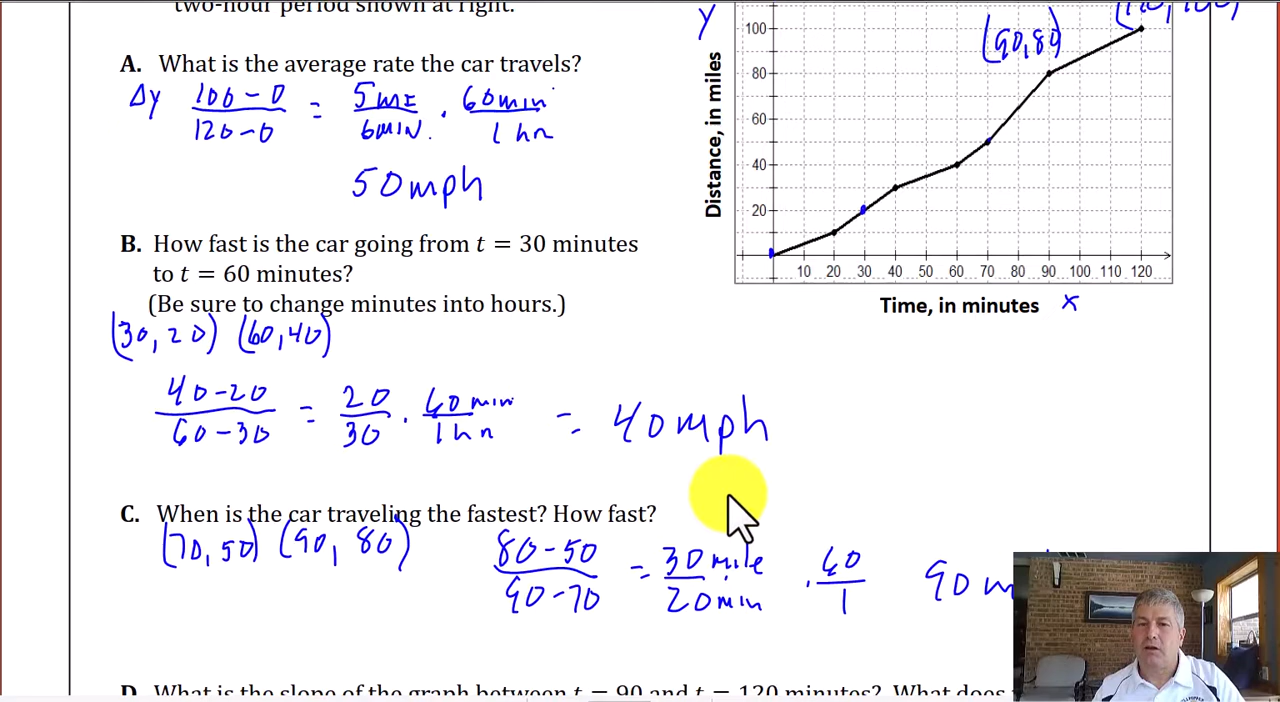 two-hour period shown at right.
A. What is the average rate the car travels?
Δy 100-0 / 120-0 = 5 MI / 6 MIN. · 60 min / 1 hr
50 mph
B. How fast is the car going from t = 30 minutes
to t = 60 minutes?
(Be sure to change minutes into hours.)
(30, 20) (60, 40)
40-20 / 60-30 = 20 / 30 · 60 min / 1 hr = 40 mph
C. When is the car traveling the fastest? How fast?
(70, 50) (90, 80) 80-50 / 90-70 = 30 mile / 20 min · 60 / 1 90 m
D. What is the slope of the graph between t = 90 and t = 120 minutes? What does
y
(90, 80)
Distance, in miles
100
80
60
40
20
10 20 30 40 50 60 70 80 90 100 110 120
Time, in minutes x